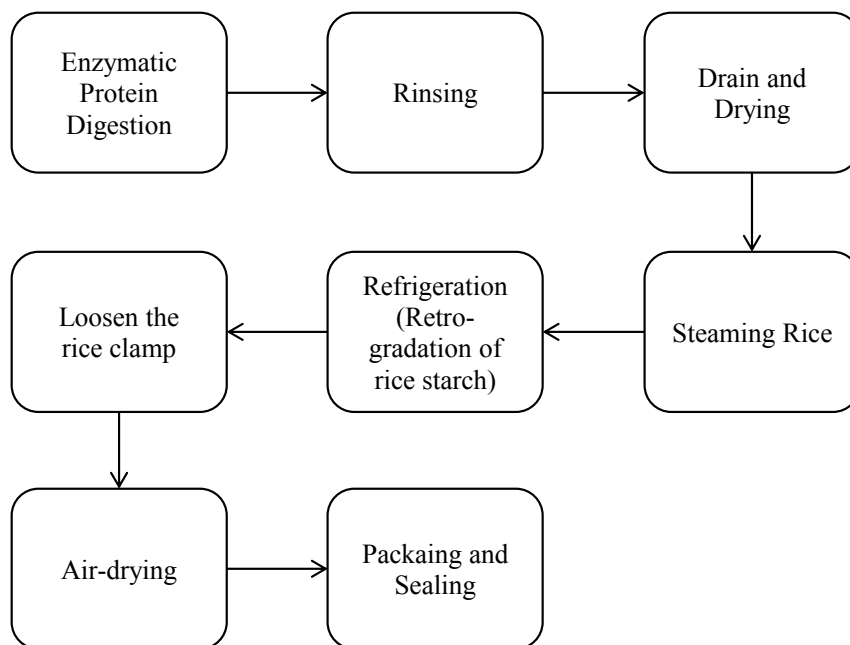 Enzymatic
Protein
Digestion
Rinsing
Drain and
Drying
Steaming Rice
Refrigeration
(Retro-
gradation of
rice starch)
Loosen the
rice clamp
Air-drying
Packaing and
Sealing